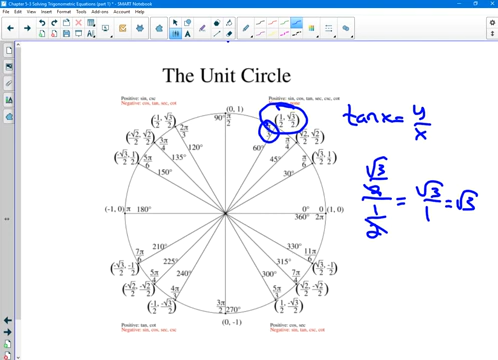 Chapter 5-3 Solving Trigonometric Equations (part 1) * - SMART Notebook
File Edit View Insert Format Tools Add-ons Account Help
The Unit Circle
Positive: sin, csc
Negative: cos, tan, sec, cot
Positive: sin, cos, tan, sec, csc, cot
(0, 1)
90° π/2
(-1/2, √3/2) 2π/3 120°
(1/2, √3/2) 60°
(-√2/2, √2/2) 3π/4 135°
(√2/2, √2/2) π/4 45°
(-√3/2, 1/2) 5π/6 150°
(√3/2, 1/2) π/6 30°
(-1, 0) π 180°
0° 0 (1, 0)
360° 2π
7π/6 210°
330° 11π/6
225° 5π/4
315° 7π/4
240° 4π/3
300° 5π/3
(-√3/2, -1/2)
(√3/2, -1/2)
(-√2/2, -√2/2)
(√2/2, -√2/2)
(-1/2, -√3/2)
(1/2, -√3/2)
3π/2 270°
(0, -1)
Positive: tan, cot
Negative: sin, cos, sec, csc
Positive: cos, sec
Negative: sin, tan, csc, cot
tan x = y/x
√3/2 / 1/2 = √3/1 = √3